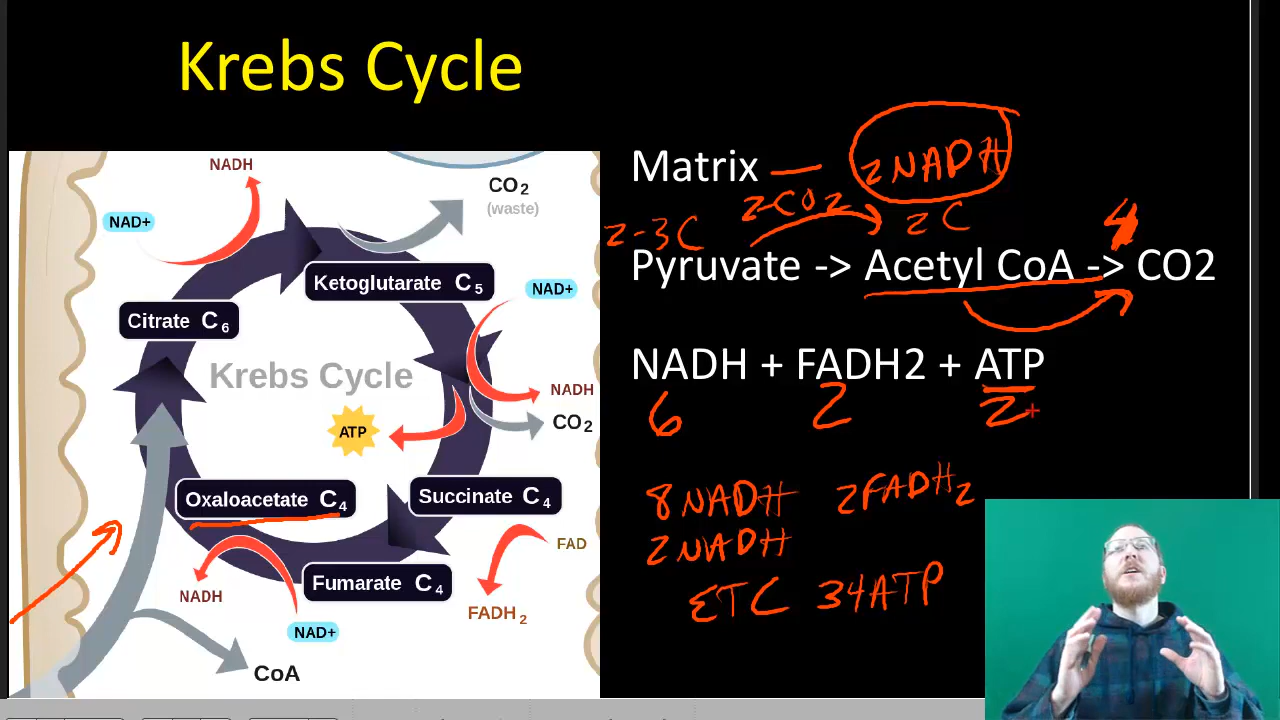 Krebs Cycle
Matrix — 2NADH
2CO2
2-3C
2C
4
Pyruvate -> Acetyl CoA -> CO2
NADH + FADH2 + ATP
6 2 2
8NADH 2FADH2
2NADH
ETC 34ATP
NADH
NAD+
CO2
(waste)
Ketoglutarate C5
NAD+
Citrate C6
Krebs Cycle
NADH
CO2
ATP
Oxaloacetate C4
Succinate C4
FAD
Fumarate C4
NADH
FADH2
NAD+
CoA